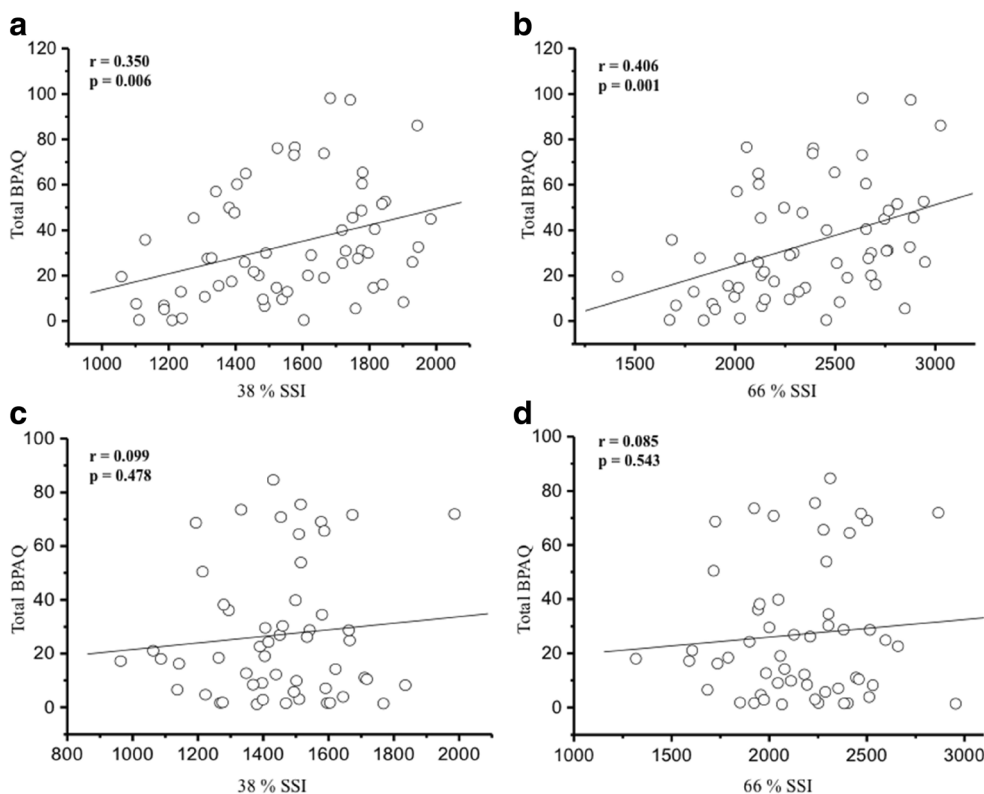 a
r = 0.350
p = 0.006
Total BPAQ
120
100
80
60
40
20
0
1000 1200 1400 1600 1800 2000
38 % SSI
b
r = 0.406
p = 0.001
Total BPAQ
120
100
80
60
40
20
0
1500 2000 2500 3000
66 % SSI
c
r = 0.099
p = 0.478
Total BPAQ
100
80
60
40
20
0
800 1000 1200 1400 1600 1800 2000
38 % SSI
d
r = 0.085
p = 0.543
Total BPAQ
100
80
60
40
20
0
1000 1500 2000 2500 3000
66 % SSI